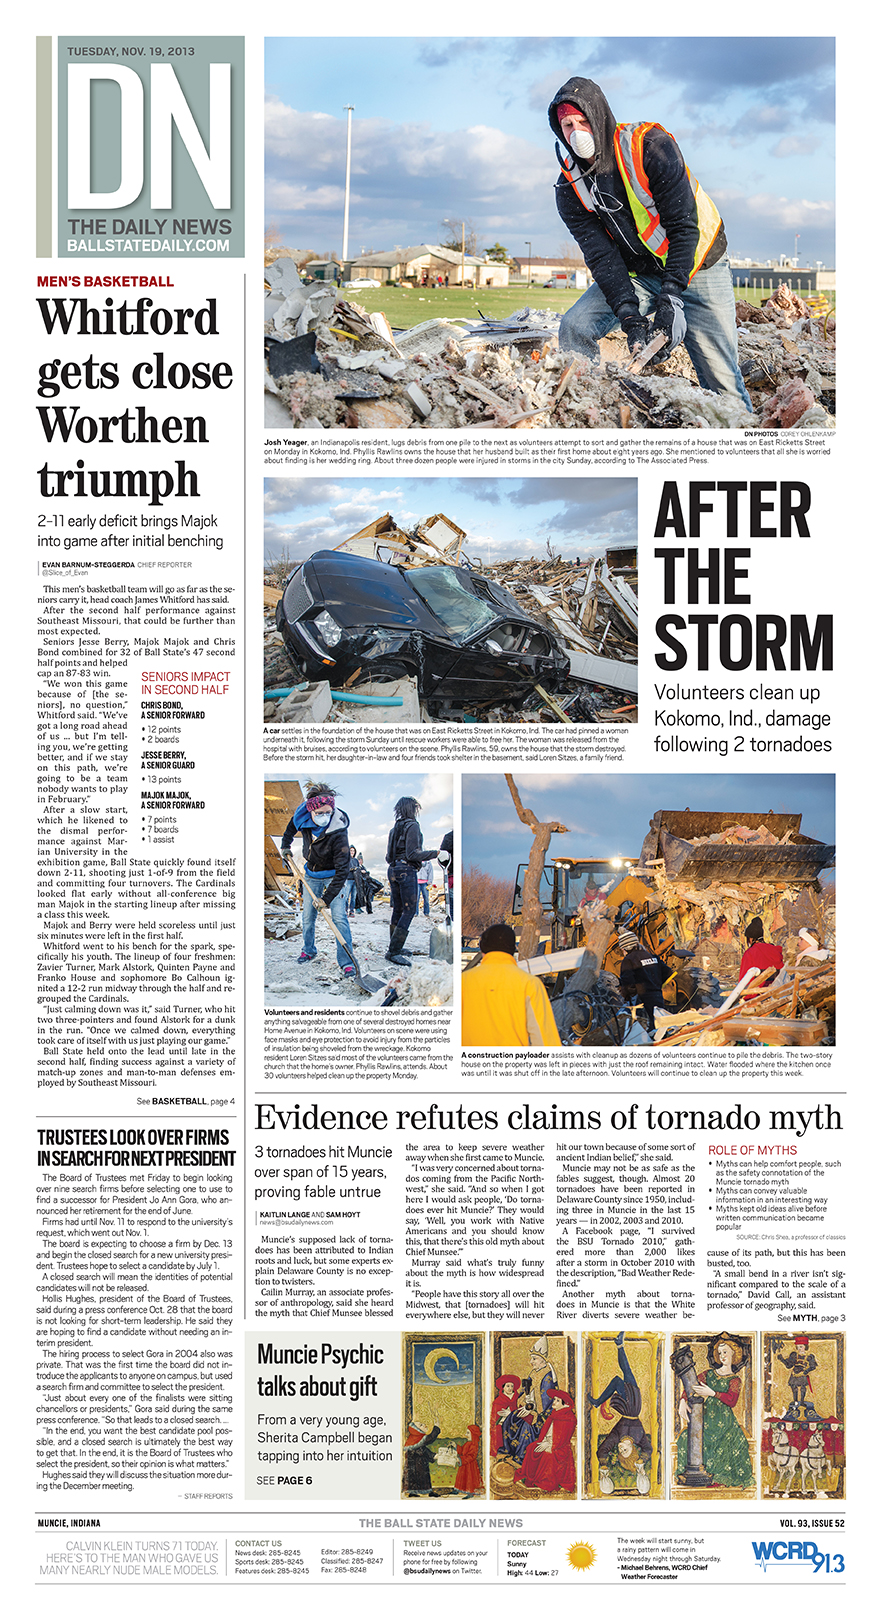 TUESDAY, NOV. 19, 2013
DN
THE DAILY NEWS
BALLSTATEDAILY.COM
MEN'S BASKETBALL
Whitford
gets close
Worthen
triumph
2-11 early deficit brings Majok
into game after initial benching
EVAN BARNUM-STEGGERDA CHIEF REPORTER
@Slice_of_Evan
This men's basketball team will go as far as the se-
niors carry it, head coach James Whitford has said.
After the second half performance against
Southeast Missouri, that could be further than
most expected.
Seniors Jesse Berry, Majok Majok and Chris
Bond combined for 32 of Ball State's 47 second
half points and helped
cap an 87-83 win.
"We won this game
because of [the se-
niors], no question,"
Whitford said. "We've
got a long road ahead
of us ... but I'm tell-
ing you, we're getting
better, and if we stay
on this path, we're
going to be a team
nobody wants to play
in February."
After a slow start,
which he likened to
the dismal perfor-
mance against Mar-
ian University in the
exhibition game, Ball State quickly found itself
down 2-11, shooting just 1-of-9 from the field
and committing four turnovers. The Cardinals
looked flat early without all-conference big
man Majok in the starting lineup after missing
a class this week.
Majok and Berry were held scoreless until just
six minutes were left in the first half.
Whitford went to his bench for the spark, spe-
cifically his youth. The lineup of four freshmen:
Zavier Turner, Mark Alstork, Quinten Payne and
Franko House and sophomore Bo Calhoun ig-
nited a 12-2 run midway through the half and re-
grouped the Cardinals.
"Just calming down was it," said Turner, who hit
two three-pointers and found Alstork for a dunk
in the run. "Once we calmed down, everything
took care of itself with us just playing our game."
Ball State held onto the lead until late in the
second half, finding success against a variety of
match-up zones and man-to-man defenses em-
ployed by Southeast Missouri.
See BASKETBALL, page 4
SENIORS IMPACT
IN SECOND HALF
CHRIS BOND,
A SENIOR FORWARD
• 12 points
• 2 boards
JESSE BERRY,
A SENIOR GUARD
• 13 points
MAJOK MAJOK,
A SENIOR FORWARD
• 7 points
• 7 boards
• 1 assist
TRUSTEES LOOK OVER FIRMS
IN SEARCH FOR NEXT PRESIDENT
The Board of Trustees met Friday to begin looking
over nine search firms before selecting one to use to
find a successor for President Jo Ann Gora, who an-
nounced her retirement for the end of June.
Firms had until Nov. 11 to respond to the university's
request, which went out Nov. 1.
The board is expecting to choose a firm by Dec. 13
and begin the closed search for a new university presi-
dent. Trustees hope to select a candidate by July 1.
A closed search will mean the identities of potential
candidates will not be released.
Hollis Hughes, president of the Board of Trustees,
said during a press conference Oct. 28 that the board
is not looking for short-term leadership. He said they
are hoping to find a candidate without needing an in-
terim president.
The hiring process to select Gora in 2004 also was
private. That was the first time the board did not in-
troduce the applicants to anyone on campus, but used
a search firm and committee to select the president.
"Just about every one of the finalists were sitting
chancellors or presidents," Gora said during the same
press conference. "So that leads to a closed search. ...
"In the end, you want the best candidate pool pos-
sible, and a closed search is ultimately the best way
to get that. In the end, it is the Board of Trustees who
select the president, so their opinion is what matters."
Hughes said they will discuss the situation more dur-
ing the December meeting.
— STAFF REPORTS
DN PHOTOS COREY OHLENKAMP
Josh Yeager, an Indianapolis resident, lugs debris from one pile to the next as volunteers attempt to sort and gather the remains of a house that was on East Ricketts Street
on Monday in Kokomo, Ind. Phyllis Rawlins owns the house that her husband built as their first home about eight years ago. She mentioned to volunteers that all she is worried
about finding is her wedding ring. About three dozen people were injured in storms in the city Sunday, according to The Associated Press.
AFTER
THE
STORM
Volunteers clean up
Kokomo, Ind., damage
following 2 tornadoes
A car settles in the foundation of the house that was on East Ricketts Street in Kokomo, Ind. The car had pinned a woman
underneath it, following the storm Sunday until rescue workers were able to free her. The woman was released from the
hospital with bruises, according to volunteers on the scene. Phyllis Rawlins, 59, owns the house that the storm destroyed.
Before the storm hit, her daughter-in-law and four friends took shelter in the basement, said Loren Sitzes, a family friend.
Volunteers and residents continue to shovel debris and gather
anything salvageable from one of several destroyed homes near
Home Avenue in Kokomo, Ind. Volunteers on scene were using
face masks and eye protection to avoid injury from the particles
of insulation being shoveled from the wreckage. Kokomo
resident Loren Sitzes said most of the volunteers came from the
church that the home's owner, Phyllis Rawlins, attends. About
30 volunteers helped clean up the property Monday.
A construction payloader assists with cleanup as dozens of volunteers continue to pile the debris. The two-story
house on the property was left in pieces with just the roof remaining intact. Water flooded where the kitchen once
was until it was shut off in the late afternoon. Volunteers will continue to clean up the property this week.
Evidence refutes claims of tornado myth
3 tornadoes hit Muncie
over span of 15 years,
proving fable untrue
KAITLIN LANGE AND SAM HOYT
news@bsudailynews.com
Muncie's supposed lack of torna-
does has been attributed to Indian
roots and luck, but some experts ex-
plain Delaware County is no excep-
tion to twisters.
Cailin Murray, an associate profes-
sor of anthropology, said she heard
the myth that Chief Munsee blessed
the area to keep severe weather
away when she first came to Muncie.
"I was very concerned about torna-
does coming from the Pacific North-
west," she said. "And so when I got
here I would ask people, 'Do torna-
does ever hit Muncie?' They would
say, 'Well, you work with Native
Americans and you should know
this, that there's this old myth about
Chief Munsee.'"
Murray said what's truly funny
about the myth is how widespread
it is.
"People have this story all over the
Midwest, that [tornadoes] will hit
everywhere else, but they will never
hit our town because of some sort of
ancient Indian belief," she said.
Muncie may not be as safe as the
fables suggest, though. Almost 20
tornadoes have been reported in
Delaware County since 1950, includ-
ing three in Muncie in the last 15
years — in 2002, 2003 and 2010.
A Facebook page, "I survived
the BSU Tornado 2010," gath-
ered more than 2,000 likes
after a storm in October 2010 with
the description, "Bad Weather Rede-
fined."
Another myth about torna-
does in Muncie is that the White
River diverts severe weather be-
ROLE OF MYTHS
• Myths can help comfort people, such
as the safety connotation of the
Muncie tornado myth
• Myths can convey valuable
information in an interesting way
• Myths kept old ideas alive before
written communication became
popular
SOURCE: Chris Shea, a professor of classics
cause of its path, but this has been
busted, too.
"A small bend in a river isn't sig-
nificant compared to the scale of a
tornado," David Call, an assistant
professor of geography, said.
See MYTH, page 3
Muncie Psychic
talks about gift
From a very young age,
Sherita Campbell began
tapping into her intuition
SEE PAGE 6
MUNCIE, INDIANA
THE BALL STATE DAILY NEWS
VOL. 93, ISSUE 52
CALVIN KLEIN TURNS 71 TODAY.
HERE'S TO THE MAN WHO GAVE US
MANY NEARLY NUDE MALE MODELS.
CONTACT US
News desk: 285-8245
Sports desk: 285-8245
Features desk: 285-8245
Editor: 285-8249
Classified: 285-8247
Fax: 285-8248
TWEET US
Receive news updates on your
phone for free by following
@bsudailynews on Twitter.
FORECAST
TODAY
Sunny
High: 44 Low: 27
The week will start sunny, but
a rainy pattern will come in
Wednesday night through Saturday.
- Michael Behrens, WCRD Chief
Weather Forecaster
WCRD
91.3